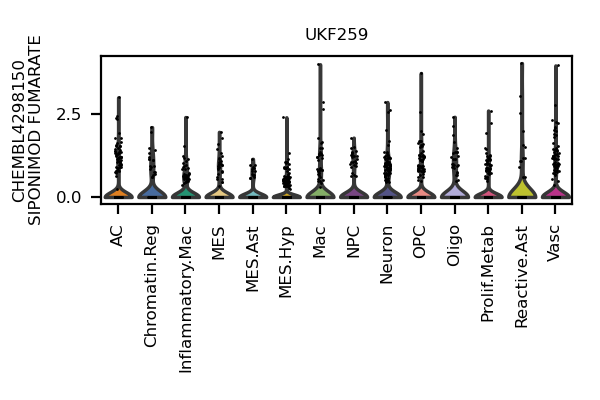 UKF259
CHEMBL4298150
SIPONIMOD FUMARATE
2.5
0.0
AC
Chromatin.Reg
Inflammatory.Mac
MES
MES.Ast
MES.Hyp
Mac
NPC
Neuron
OPC
Oligo
Prolif.Metab
Reactive.Ast
Vasc